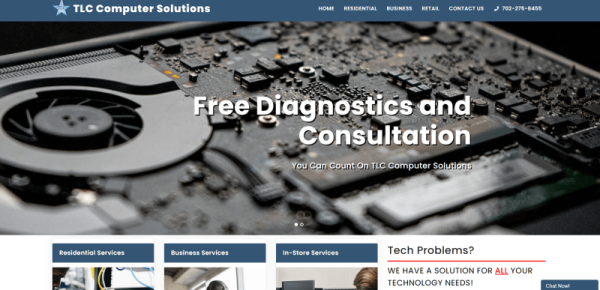 TLC Computer Solutions
HOME RESIDENTIAL BUSINESS RETAIL CONTACT US 702-275-8455
Free Diagnostics and
Consultation
You Can Count On TLC Computer Solutions
Residential Services
Business Services
In-Store Services
Tech Problems?
WE HAVE A SOLUTION FOR ALL YOUR
TECHNOLOGY NEEDS!
Chat Now!